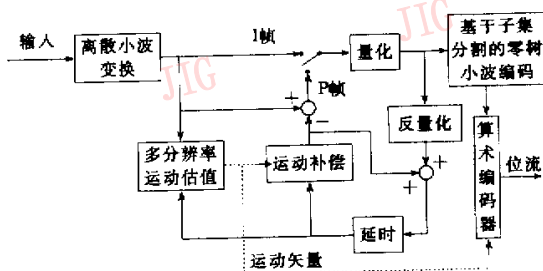 输入
离散小波
变换
I帧
P帧
量化
基于子集
分割的零树
小波编码
反量化
多分辨率
运动估值
运动补偿
延时
算术编码器
位流
运动矢量
JIG
JIG
+
−
+
+